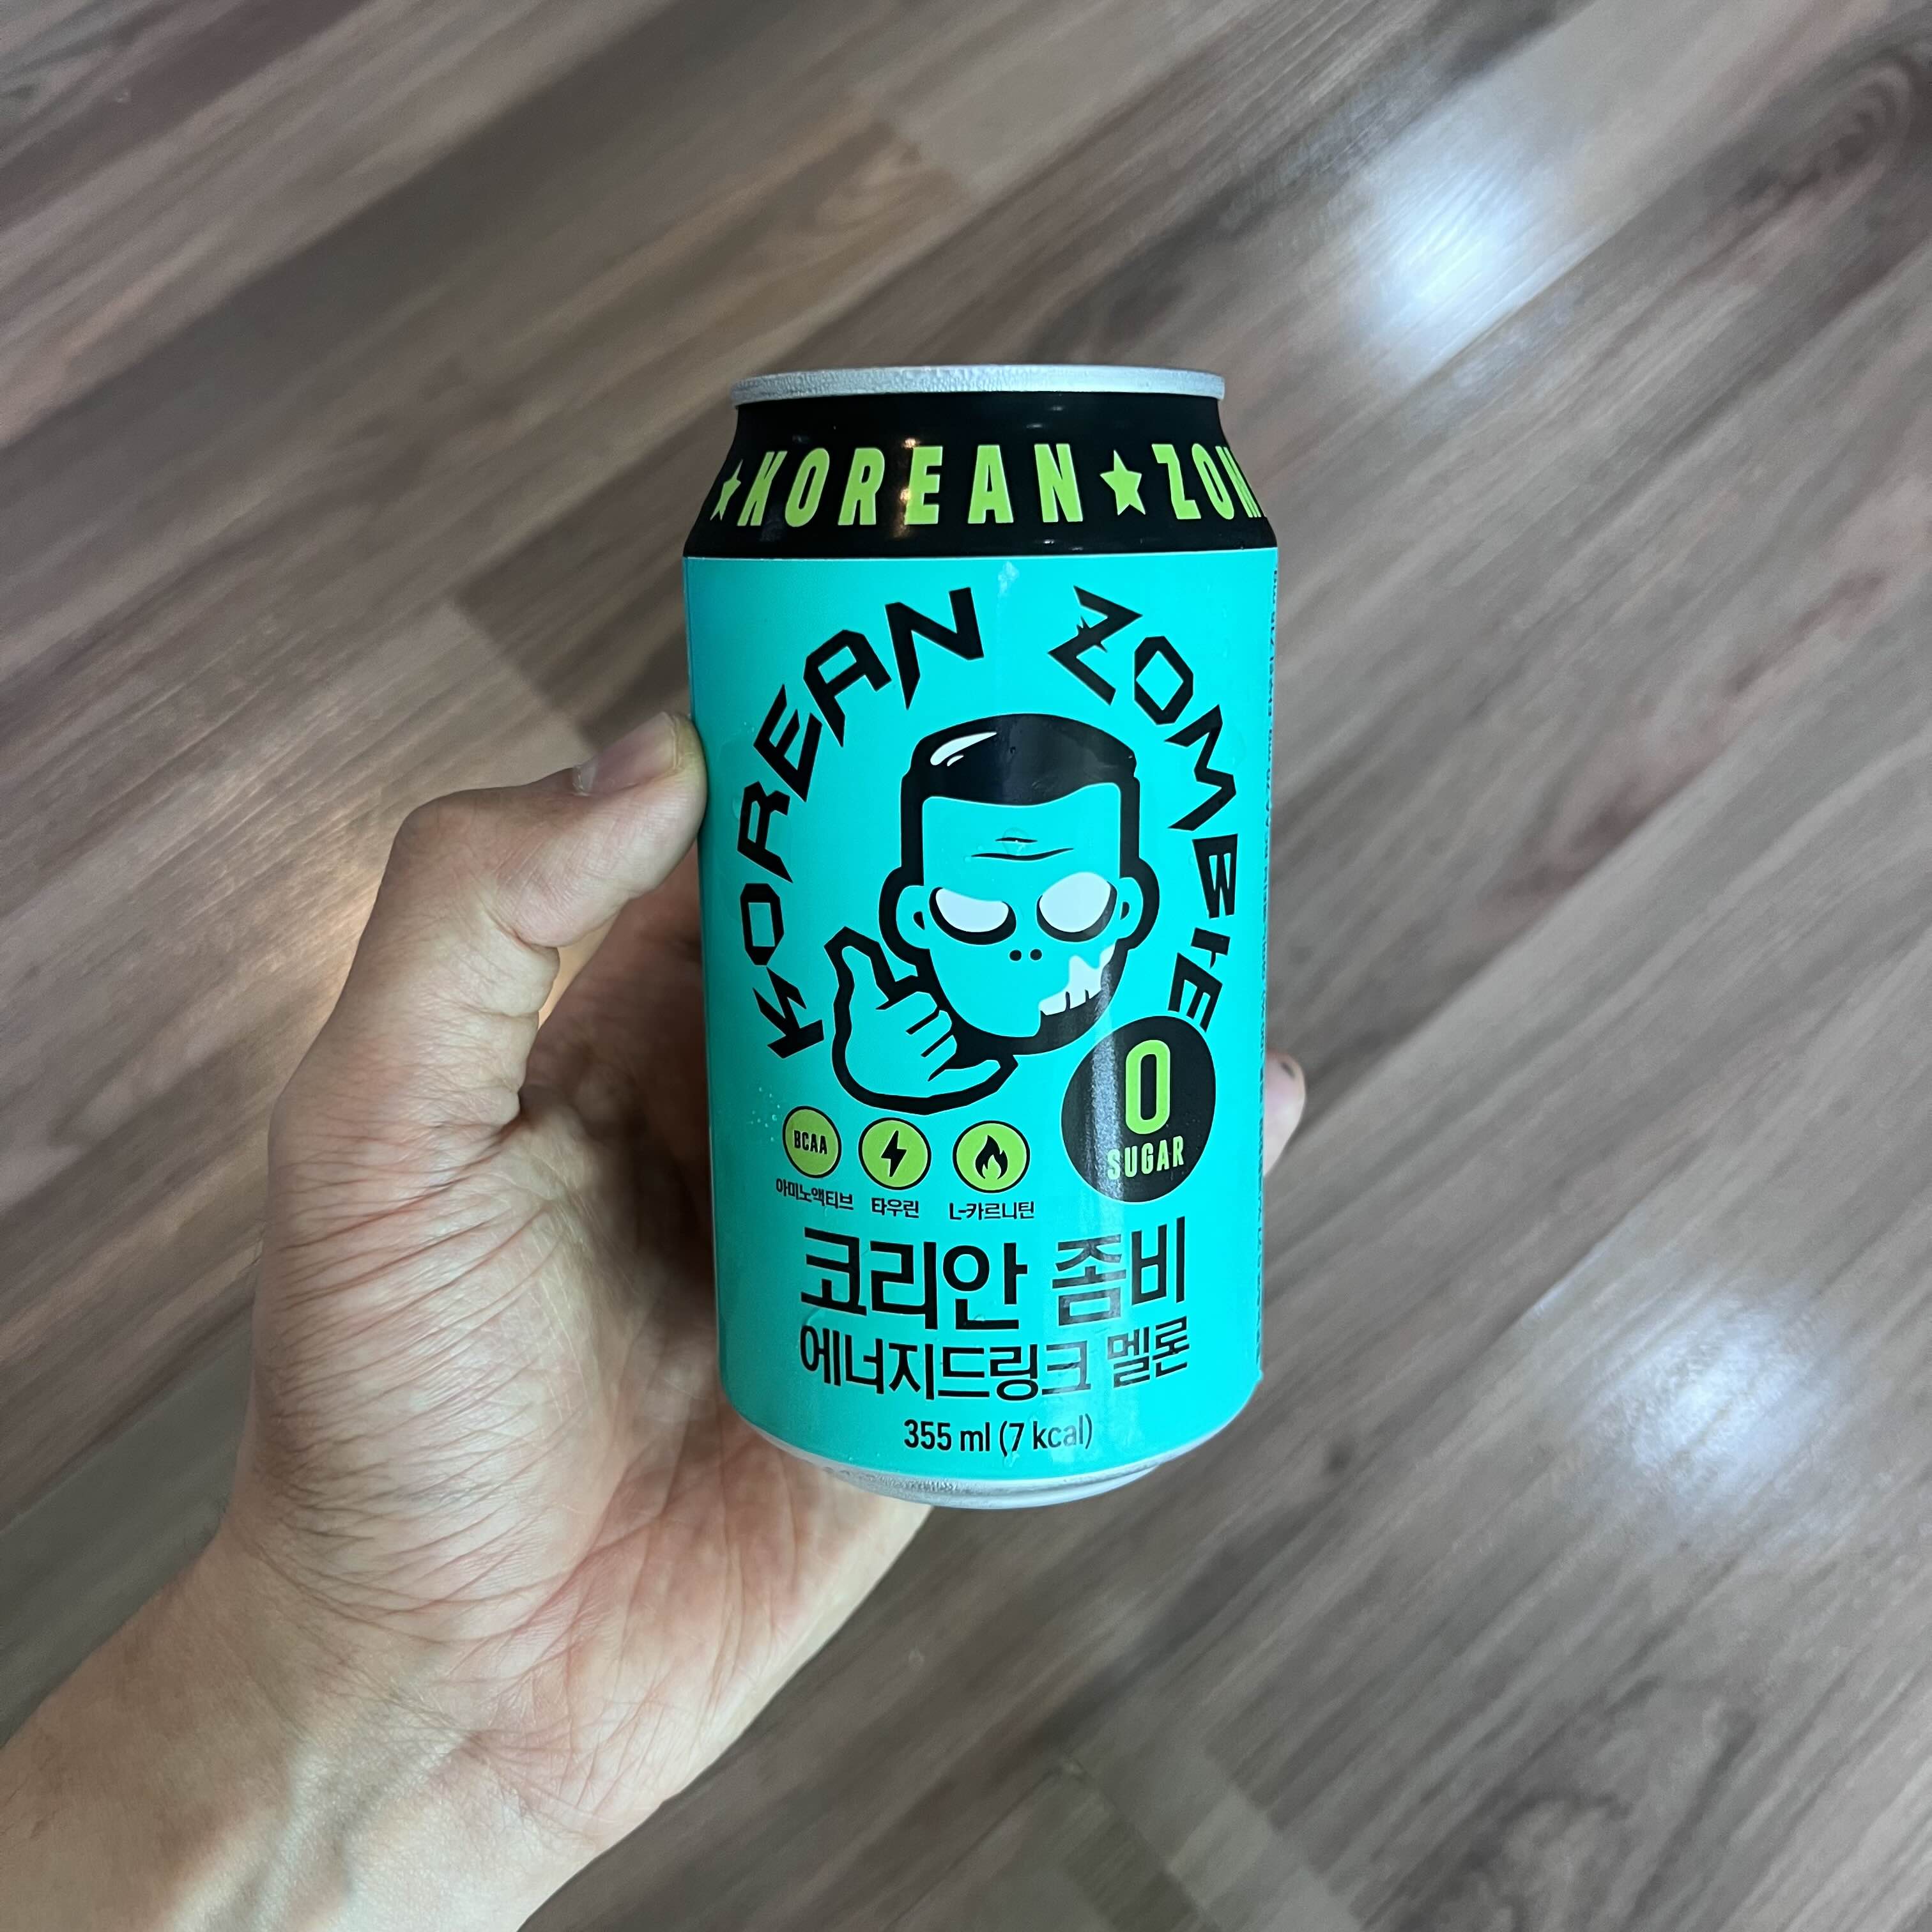 KOREAN ZOM
KOREAN ZOMBIE
0
SUGAR
BCAA
아미노액티브 타우린 L-카르니틴
코리안 좀비
에너지드링크 멜론
355 ml (7 kcal)